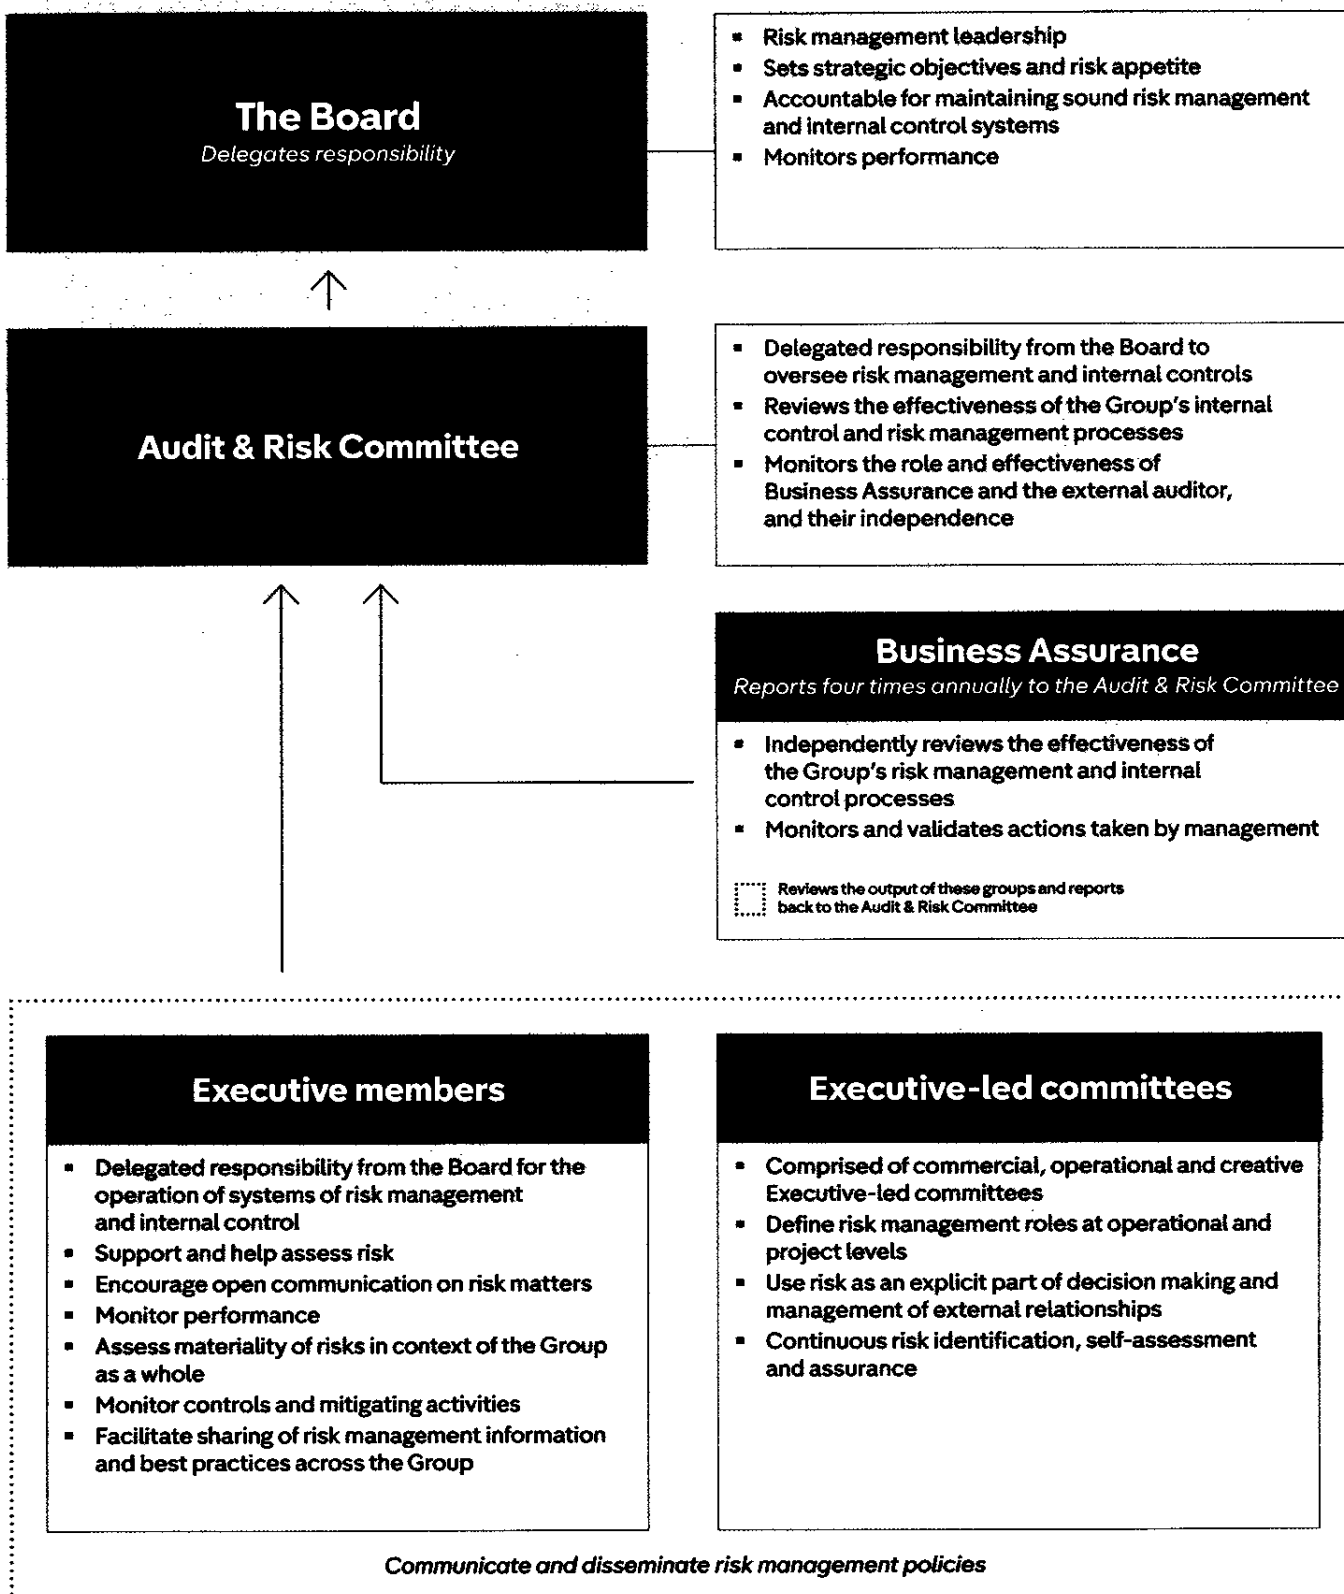 The Board
Delegates responsibility
▪ Risk management leadership
▪ Sets strategic objectives and risk appetite
▪ Accountable for maintaining sound risk management
and internal control systems
▪ Monitors performance
Audit & Risk Committee
▪ Delegated responsibility from the Board to
oversee risk management and internal controls
▪ Reviews the effectiveness of the Group's internal
control and risk management processes
▪ Monitors the role and effectiveness of
Business Assurance and the external auditor,
and their independence
Business Assurance
Reports four times annually to the Audit & Risk Committee
▪ Independently reviews the effectiveness of
the Group's risk management and internal
control processes
▪ Monitors and validates actions taken by management
Reviews the output of these groups and reports
back to the Audit & Risk Committee
Executive members
▪ Delegated responsibility from the Board for the
operation of systems of risk management
and internal control
▪ Support and help assess risk
▪ Encourage open communication on risk matters
▪ Monitor performance
▪ Assess materiality of risks in context of the Group
as a whole
▪ Monitor controls and mitigating activities
▪ Facilitate sharing of risk management information
and best practices across the Group
Executive-led committees
▪ Comprised of commercial, operational and creative
Executive-led committees
▪ Define risk management roles at operational and
project levels
▪ Use risk as an explicit part of decision making and
management of external relationships
▪ Continuous risk identification, self-assessment
and assurance
Communicate and disseminate risk management policies